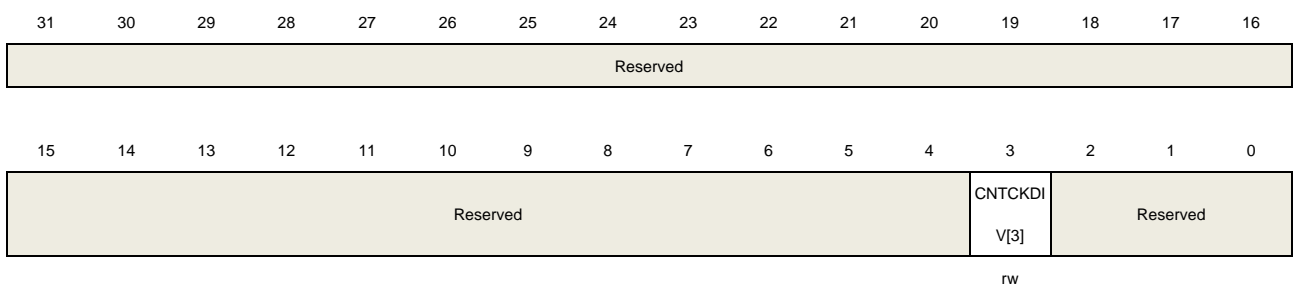 31 30 29 28 27 26 25 24 23 22 21 20 19 18 17 16
Reserved
15 14 13 12 11 10 9 8 7 6 5 4 3 2 1 0
Reserved
CNTCKDI
V[3]
Reserved
rw